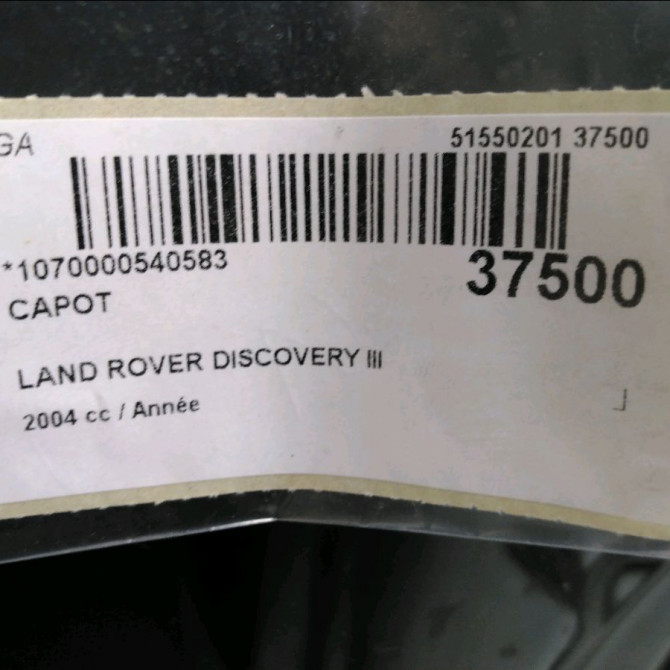 GA 51550201 37500
*1070000540583 37500
CAPOT
LAND ROVER DISCOVERY III
2004 cc / Année